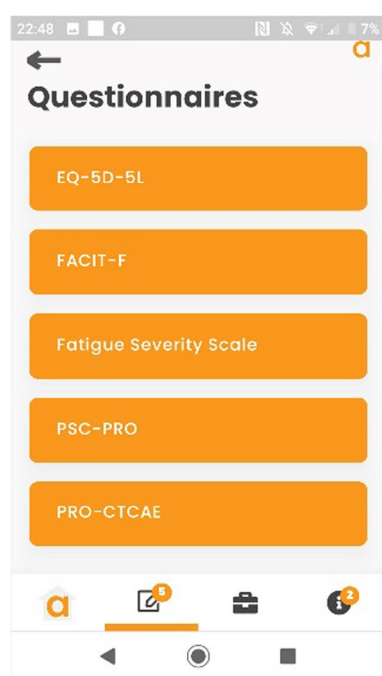 22:48 7%
a
Questionnaires
EQ-5D-5L
FACIT-F
Fatigue Severity Scale
PSC-PRO
PRO-CTCAE
a 5 2